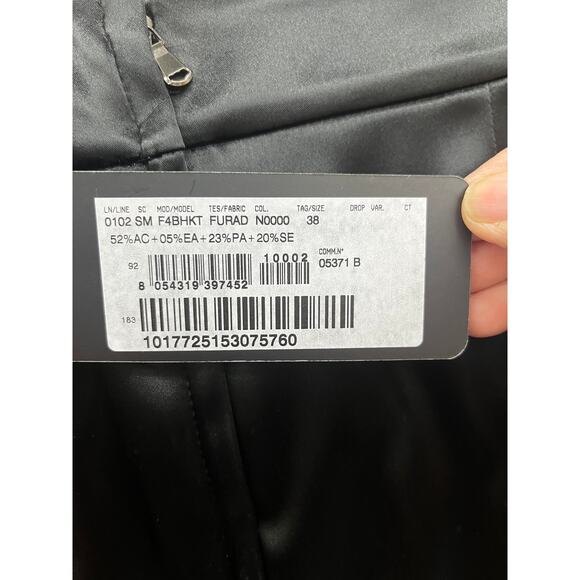 LN/LINE SC MOD/MODEL TES/FABRIC COL. TAG/SIZE DROP VAR. CT
0102 SM F4BHKT FURAD N0000 38
52%AC+05%EA+23%PA+20%SE
92 10002 COMM.N°
05371 B
8 054319 397452
183
1017725153075760